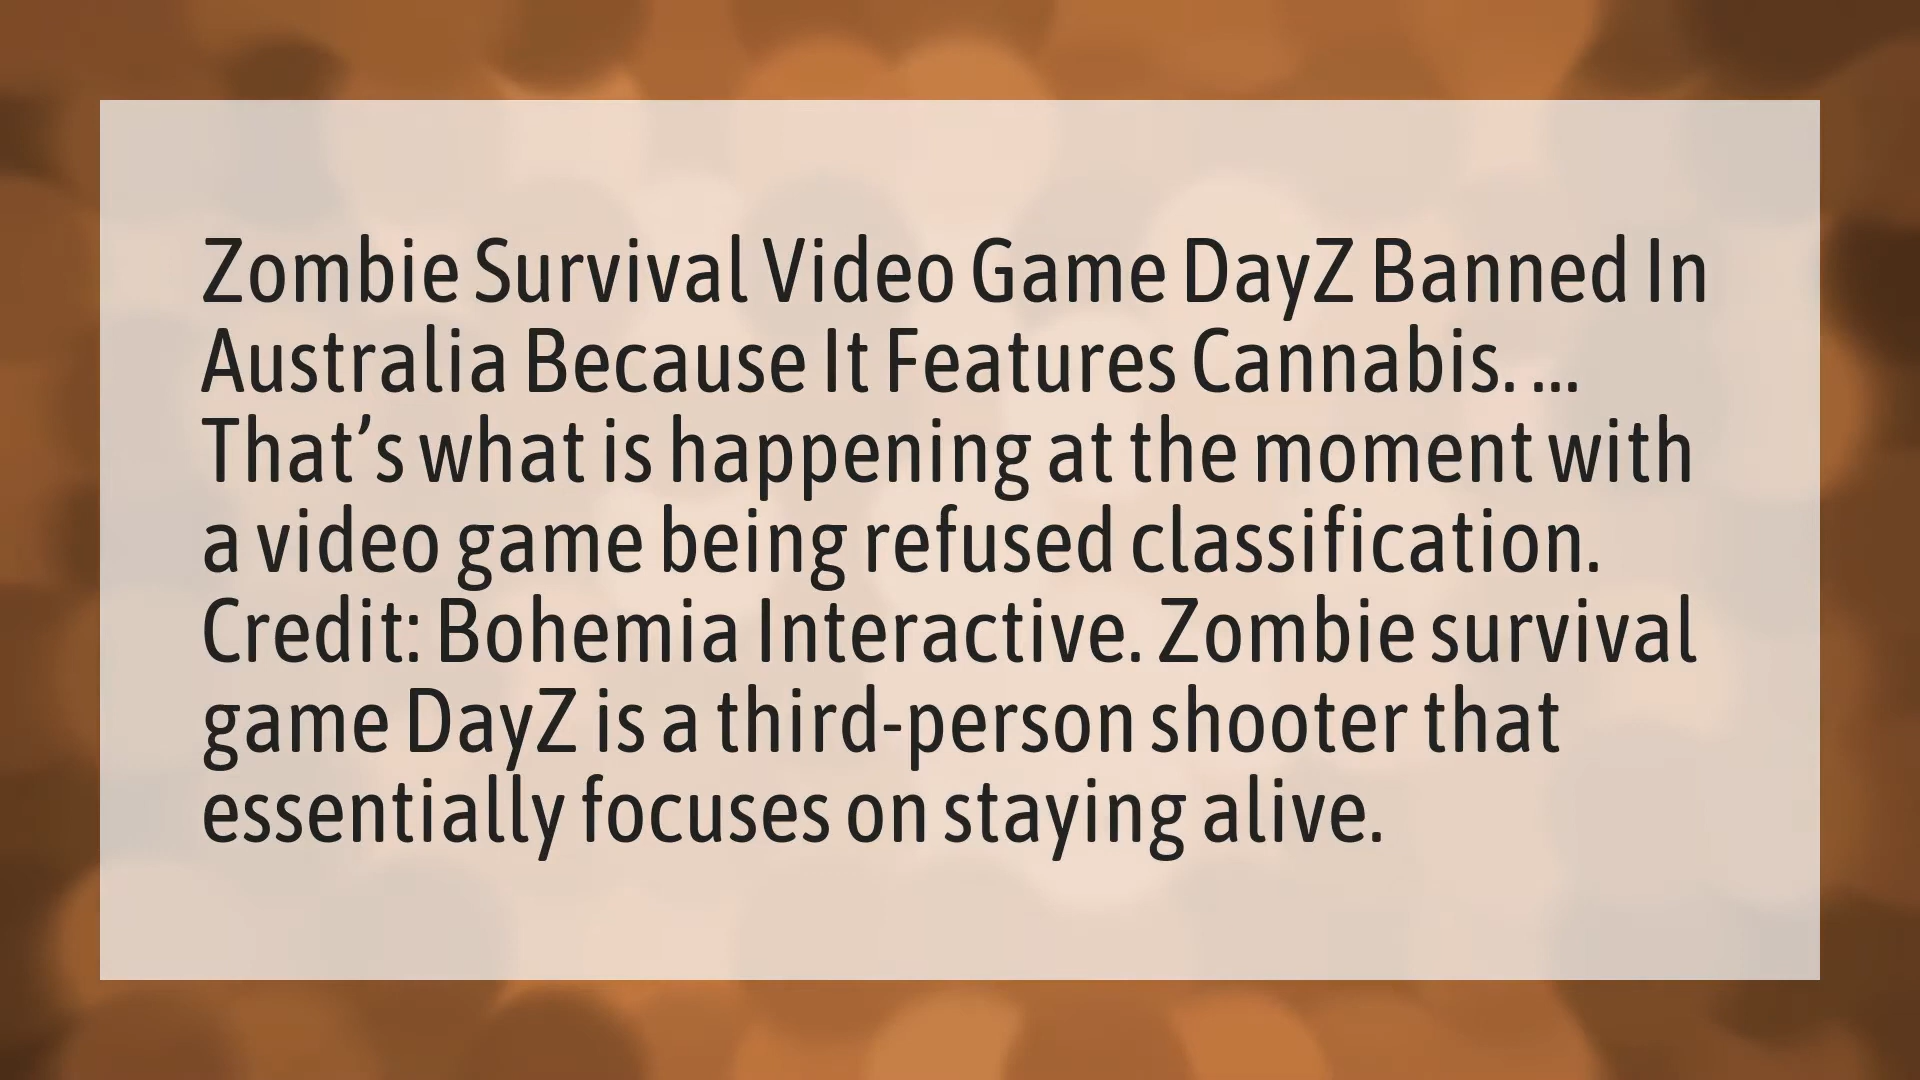 Zombie Survival Video Game DayZ Banned In
Australia Because It Features Cannabis. ...
That’s what is happening at the moment with
a video game being refused classification.
Credit: Bohemia Interactive. Zombie survival
game DayZ is a third-person shooter that
essentially focuses on staying alive.